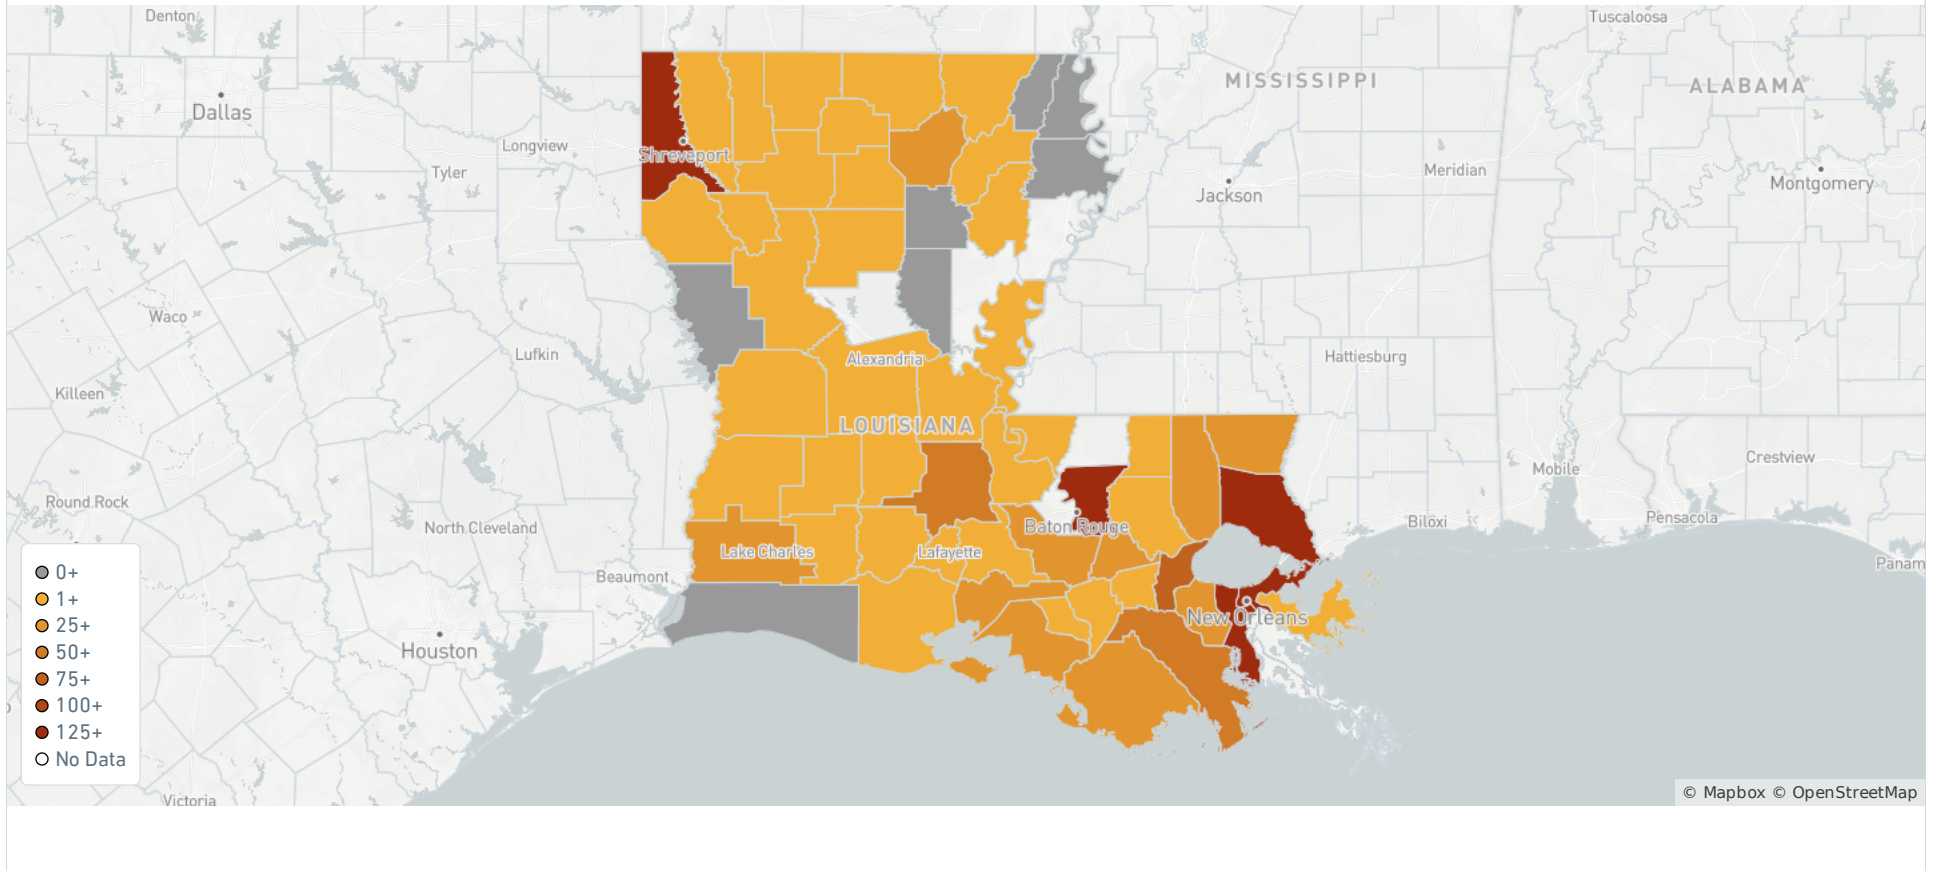 Denton
Tuscaloosa
MISSISSIPPI
ALABAMA
Dallas
Longview
Shreveport
Tyler
Meridian
Jackson
Montgomery
Waco
Lufkin
Alexandria
Hattiesburg
Killeen
LOUISIANA
Crestview
Mobile
Round Rock
North Cleveland
Baton Rouge
Biloxi
Pensacola
Lake Charles
Lafayette
Panam
Beaumont
New Orleans
Houston
0+
1+
25+
50+
75+
100+
125+
No Data
Victoria
© Mapbox © OpenStreetMap